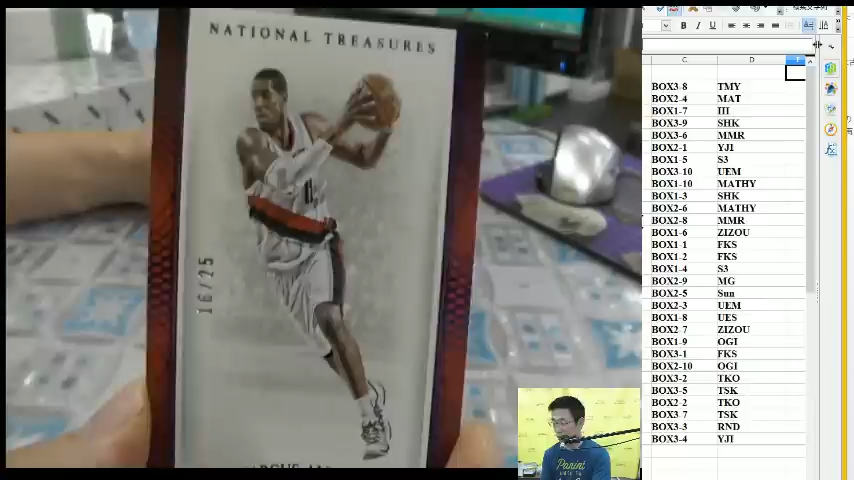 NATIONAL TREASURES
16/25
BOX3-8 TMY
BOX2-4 MAT
BOX1-7 III
BOX3-9 SHK
BOX3-6 MMR
BOX2-1 YJI
BOX1-5 S3
BOX3-10 UEM
BOX1-10 MATHY
BOX1-3 SHK
BOX2-6 MATHY
BOX2-8 MMR
BOX1-6 ZIZOU
BOX1-1 FKS
BOX1-2 FKS
BOX1-4 S3
BOX2-9 MG
BOX2-5 Sun
BOX2-3 UEM
BOX1-8 UES
BOX2-7 ZIZOU
BOX1-9 OGI
BOX3-1 FKS
BOX2-10 OGI
BOX3-2 TKO
BOX3-5 TSK
BOX2-2 TKO
BOX3-7 TSK
BOX3-3 RND
BOX3-4 YJI
C D
B I U
Panini